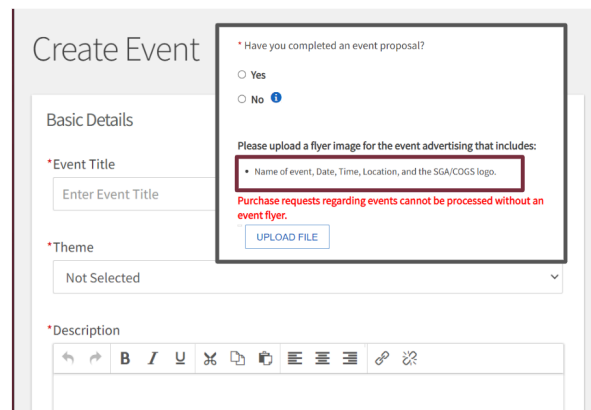 Create Event
* Have you completed an event proposal?
Yes
No
Basic Details
Please upload a flyer image for the event advertising that includes:
*Event Title
• Name of event, Date, Time, Location, and the SGA/COGS logo.
Enter Event Title
Purchase requests regarding events cannot be processed without an
event flyer.
UPLOAD FILE
*Theme
Not Selected
*Description
B I U